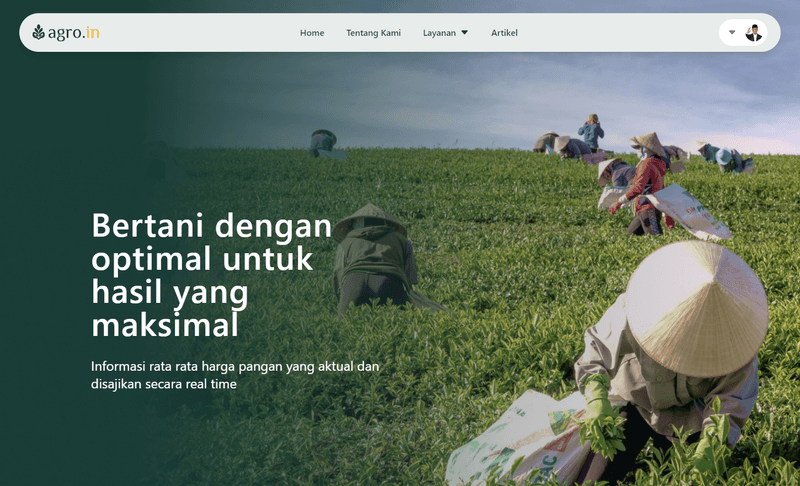 agro.in
Home
Tentang Kami
Layanan
Artikel
Bertani dengan
optimal untuk
hasil yang
maksimal
Informasi rata rata harga pangan yang aktual dan
disajikan secara real time